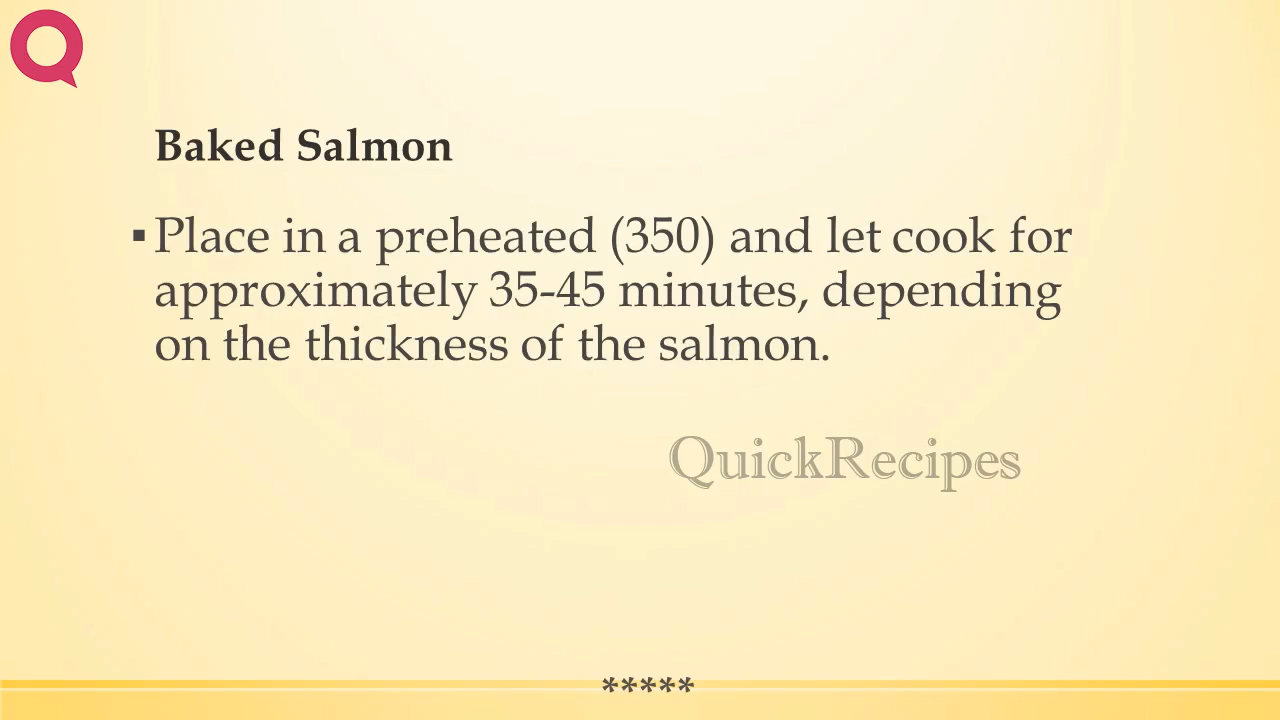 Baked Salmon
▪ Place in a preheated (350) and let cook for
approximately 35-45 minutes, depending
on the thickness of the salmon.
QuickRecipes
*****